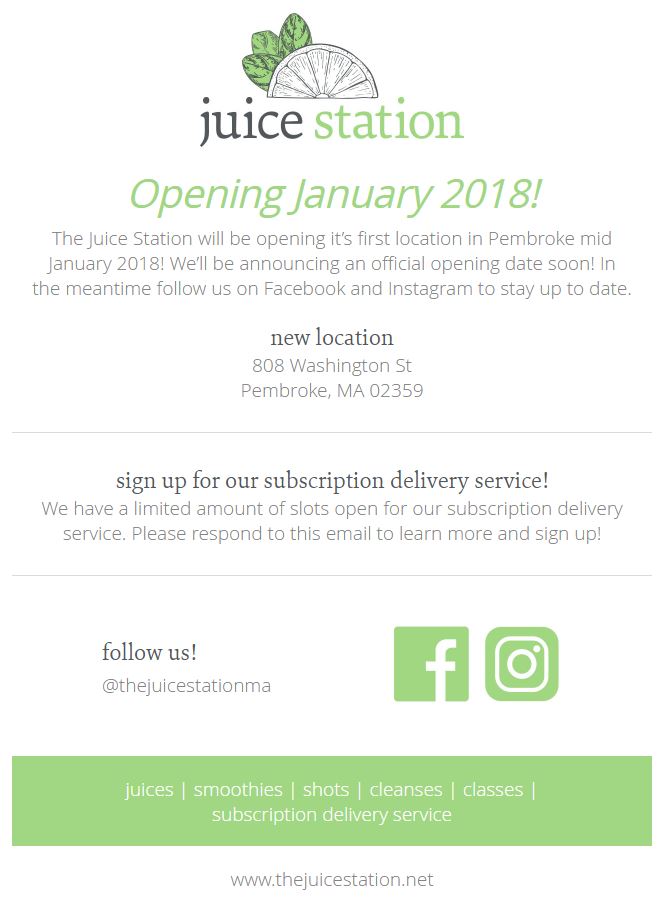 juice station
Opening January 2018!
The Juice Station will be opening it's first location in Pembroke mid
January 2018! We'll be announcing an official opening date soon! In
the meantime follow us on Facebook and Instagram to stay up to date.
new location
808 Washington St
Pembroke, MA 02359
sign up for our subscription delivery service!
We have a limited amount of slots open for our subscription delivery
service. Please respond to this email to learn more and sign up!
follow us!
@thejuicestationma
juices | smoothies | shots | cleanses | classes |
subscription delivery service
www.thejuicestation.net